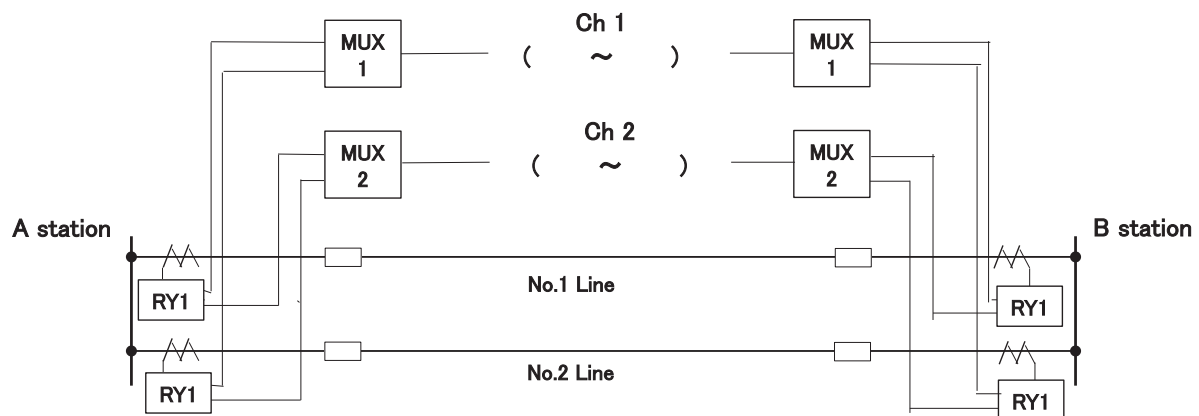 Ch 1
MUX
1
( ~ )
MUX
1
Ch 2
MUX
2
( ~ )
MUX
2
A station
B station
No.1 Line
RY1
RY1
No.2 Line
RY1
RY1